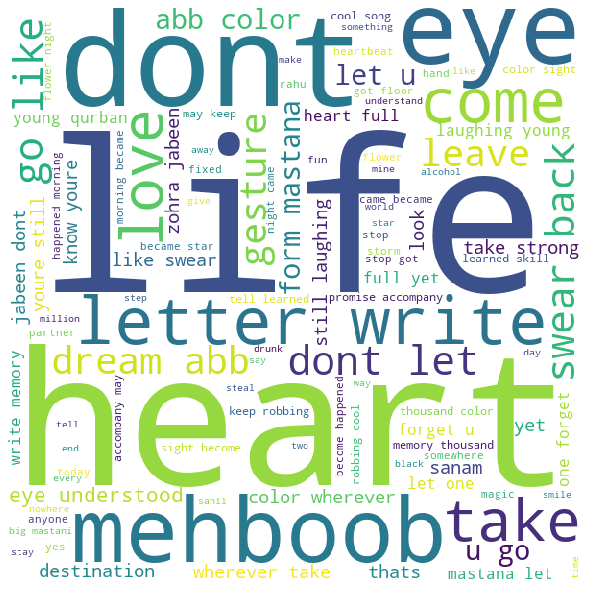 dont
eye
life
heart
mehboob
letter write
come
take
love
go like
swear back
gesture
form mastana
dream abb
dont let
leave
let u
abb color
u go
eye understood
destination
wherever take
thats
mastana let
color wherever
sanam
yet
look
young qurban
zohra jabeen
know youre
like swear
youre still
jabeen dont
write memory
still laughing
heart full
laughing young
take strong
full yet
one forget
forget u
let one
cool song
something
heartbeat
make
rahu
got floor
understand
hand
like
color sight
may keep
flower night
happened morning
morning became
away
fixed
give
became star
night came
fun
flower
mine
alcohol
came became
world
star
stop
storm
stop got
learned skill
tell learned
promise accompany
step
million
partner
drunk
say
steal
two
keep robbing
sight become
accompany may
become happened
robbing cool
way
thousand color
memory thousand
somewhere
black
magic
smile
day
time
tell
end
today
every
nowhere
anyone
big mastani
stay
yes
sahil